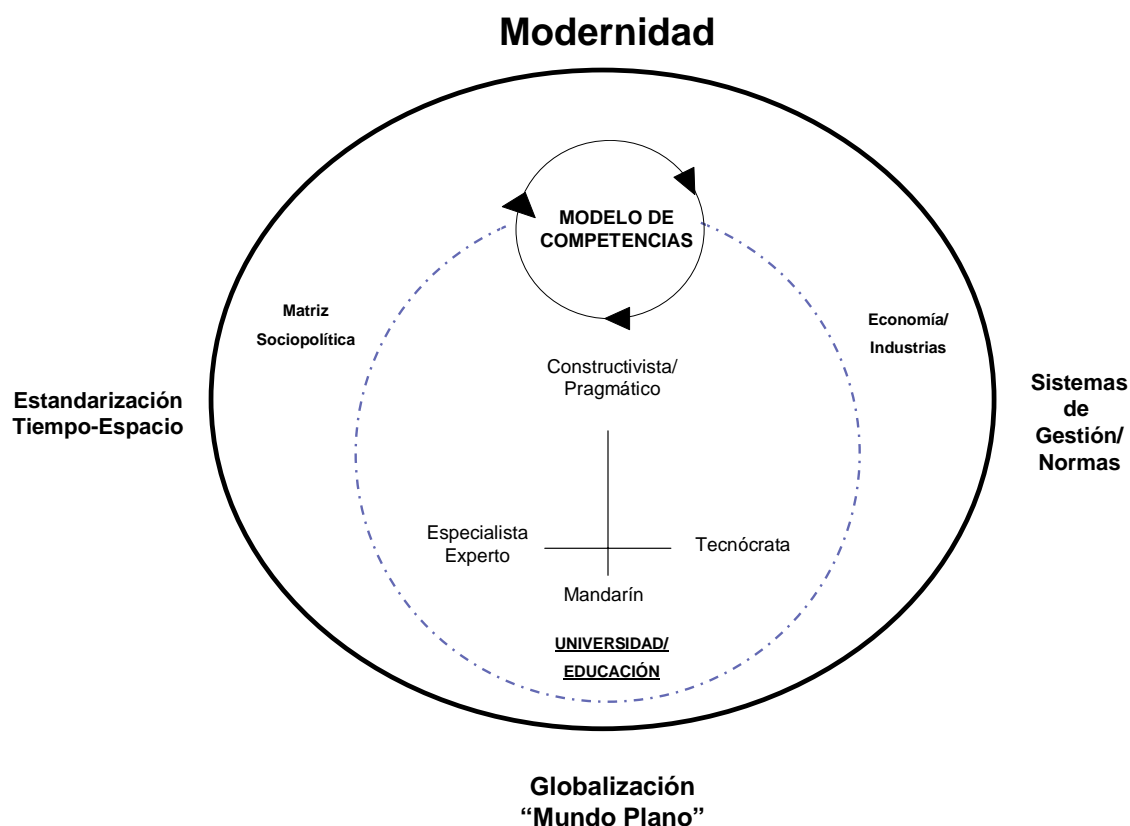 Modernidad
MODELO DE
COMPETENCIAS
Matriz
Sociopolítica
Economía/
Industrias
Constructivista/
Pragmático
Estandarización
Tiempo-Espacio
Sistemas
de
Gestión/
Normas
Especialista
Experto
Tecnócrata
Mandarín
UNIVERSIDAD/
EDUCACIÓN
Globalización
“Mundo Plano”